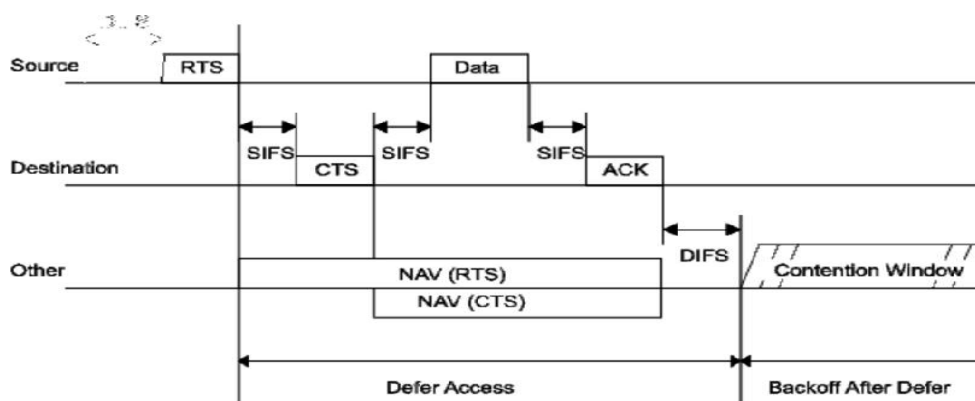 Source
RTS
Data
SIFS
SIFS
SIFS
Destination
CTS
ACK
DIFS
Other
NAV (RTS)
Contention Window
NAV (CTS)
Defer Access
Backoff After Defer